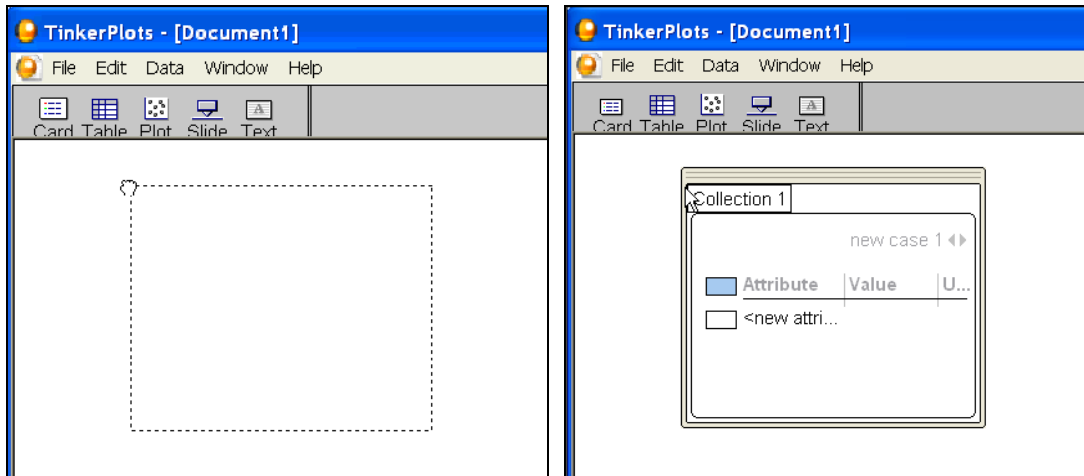 TinkerPlots - [Document1]
File Edit Data Window Help
Card Table Plot Slide Text
TinkerPlots - [Document1]
File Edit Data Window Help
Card Table Plot Slide Text
Collection 1
new case 1
Attribute Value U...
<new attri...